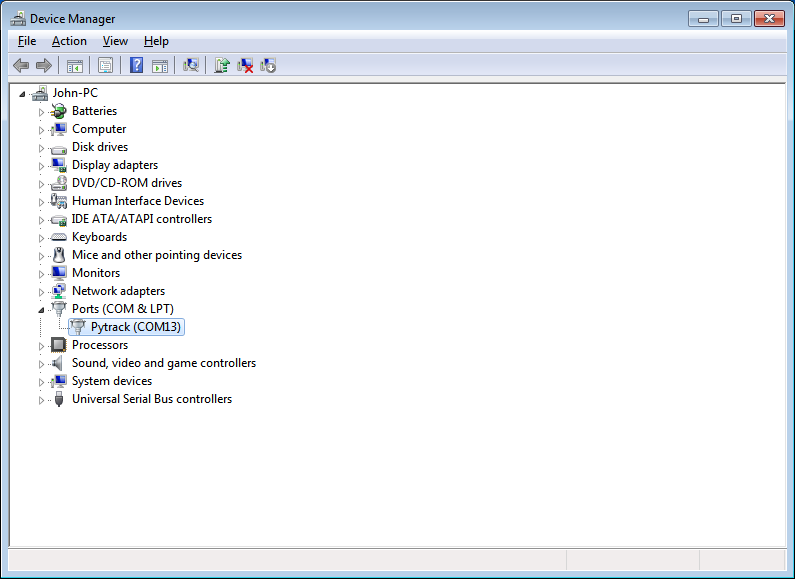 Device Manager
File Action View Help
John-PC
Batteries
Computer
Disk drives
Display adapters
DVD/CD-ROM drives
Human Interface Devices
IDE ATA/ATAPI controllers
Keyboards
Mice and other pointing devices
Monitors
Network adapters
Ports (COM & LPT)
Pytrack (COM13)
Processors
Sound, video and game controllers
System devices
Universal Serial Bus controllers